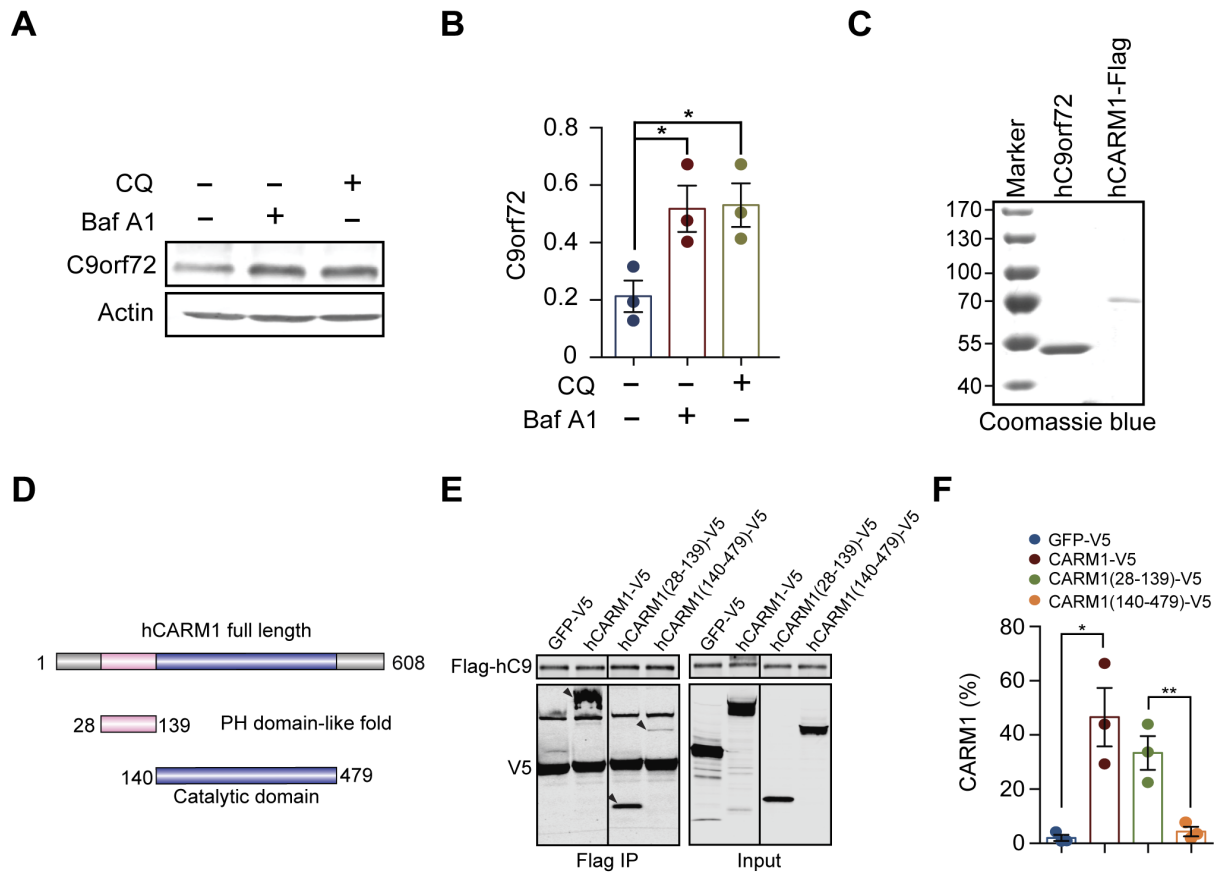 A
CQ – – +
Baf A1 – + –
C9orf72
Actin
B
C9orf72
0.8
0.6
0.4
0.2
0
*
*
CQ – – +
Baf A1 – + –
C
Marker
hC9orf72
hCARM1-Flag
170
130
100
70
55
40
Coomassie blue
D
hCARM1 full length
1 608
28 139 PH domain-like fold
140 479
Catalytic domain
E
GFP-V5
hCARM1-V5
hCARM1(28-139)-V5
hCARM1(140-479)-V5
GFP-V5
hCARM1-V5
hCARM1(28-139)-V5
hCARM1(140-479)-V5
Flag-hC9
V5
Flag IP
Input
F
GFP-V5
CARM1-V5
CARM1(28-139)-V5
CARM1(140-479)-V5
CARM1 (%)
80
60
40
20
0
*
**